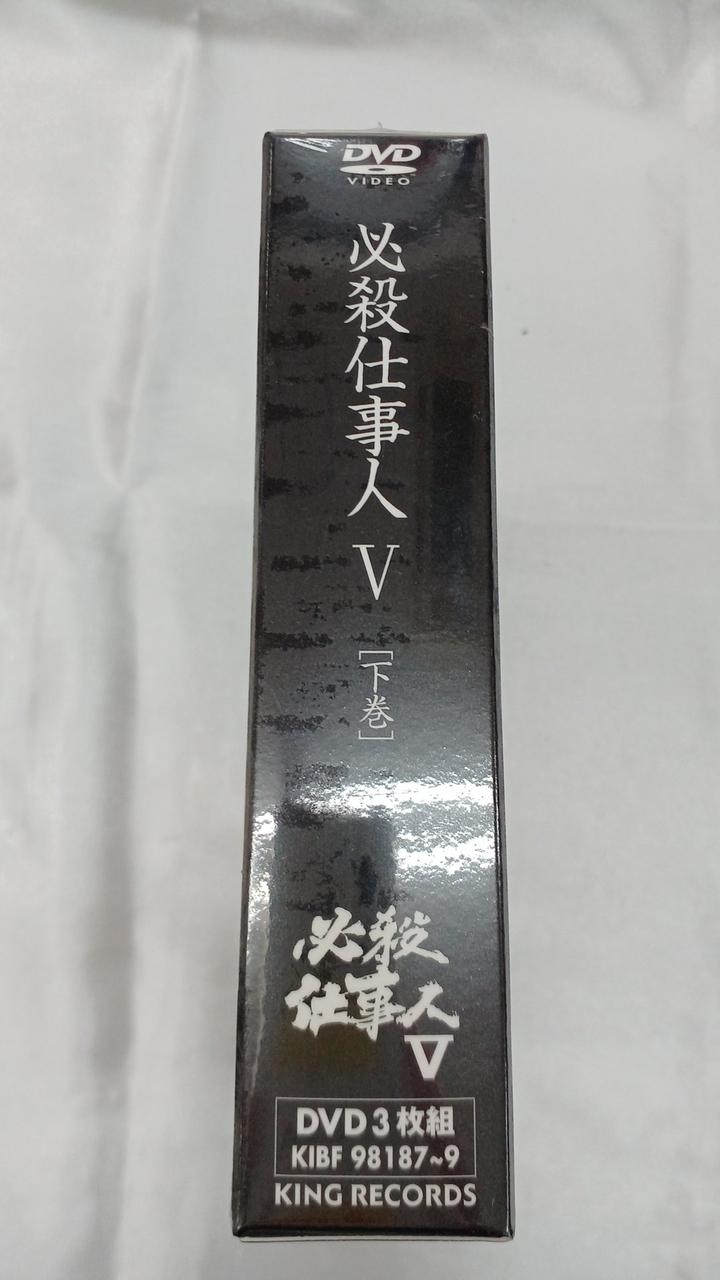 DVD
VIDEO
必殺仕事人 V
[下巻]
必殺
仕事人
V
DVD3枚組
KIBF 98187~9
KING RECORDS